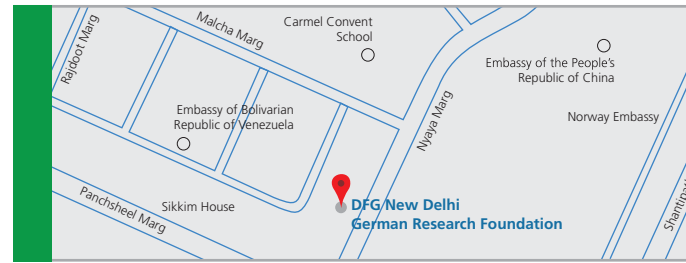 Malcha Marg
Carmel Convent
School
Rajdoot Marg
Embassy of the People's
Republic of China
Embassy of Bolivarian
Republic of Venezuela
Nyaya Marg
Norway Embassy
Panchsheel Marg
Sikkim House
DFG New Delhi
German Research Foundation